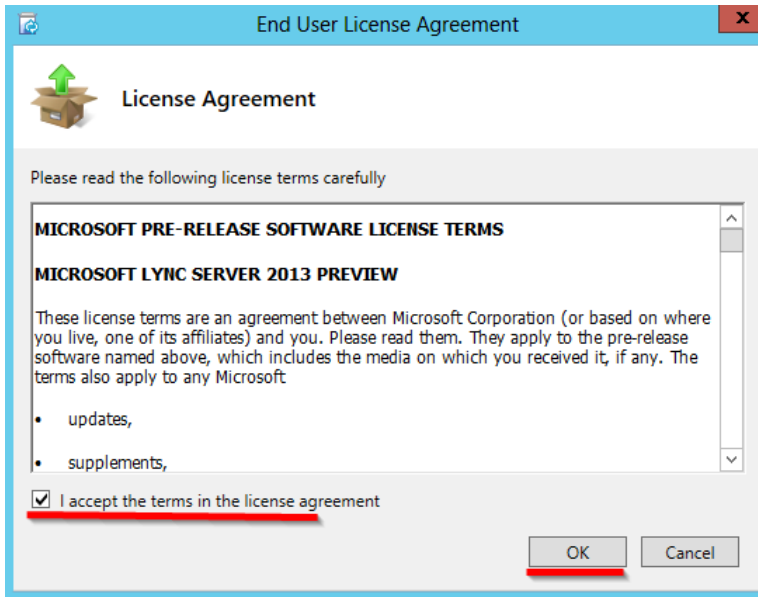 End User License Agreement
x
License Agreement
Please read the following license terms carefully
MICROSOFT PRE-RELEASE SOFTWARE LICENSE TERMS
MICROSOFT LYNC SERVER 2013 PREVIEW
These license terms are an agreement between Microsoft Corporation (or based on where
you live, one of its affiliates) and you. Please read them. They apply to the pre-release
software named above, which includes the media on which you received it, if any. The
terms also apply to any Microsoft
• updates,
• supplements,
I accept the terms in the license agreement
OK Cancel